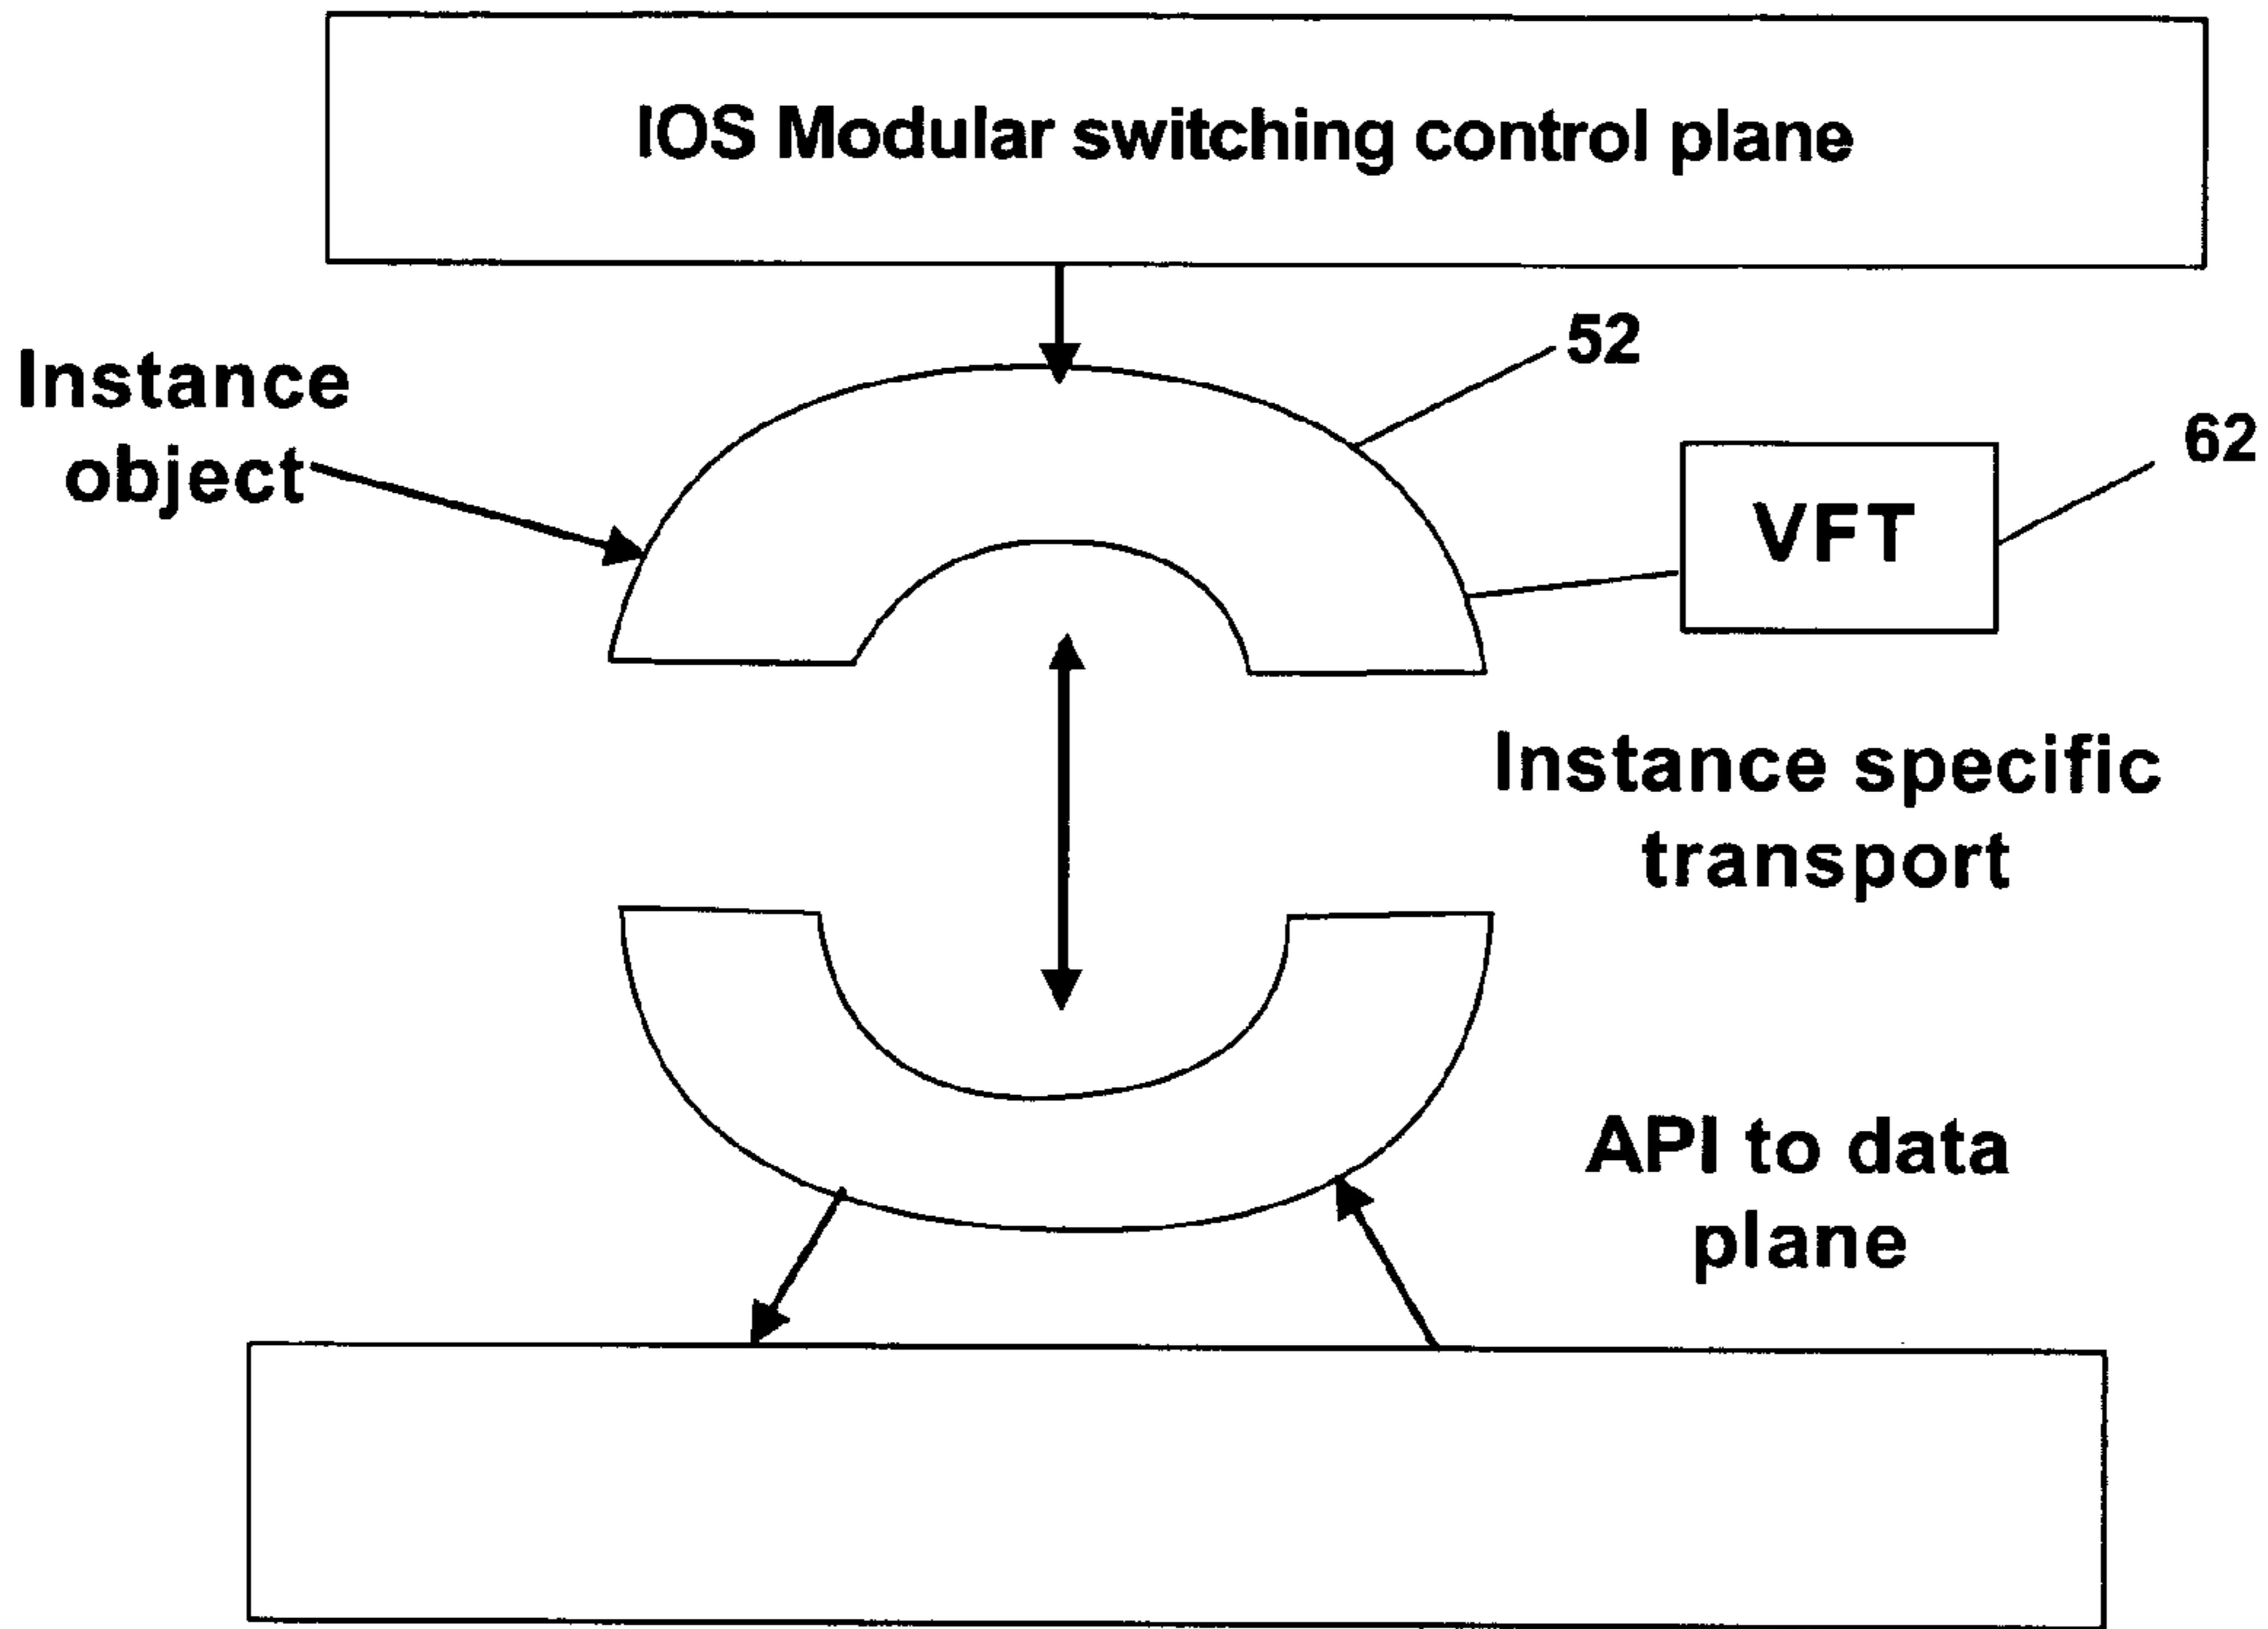 IOS Modular switching control plane
52
Instance
object
62
VFT
Instance specific
transport
API to data
plane